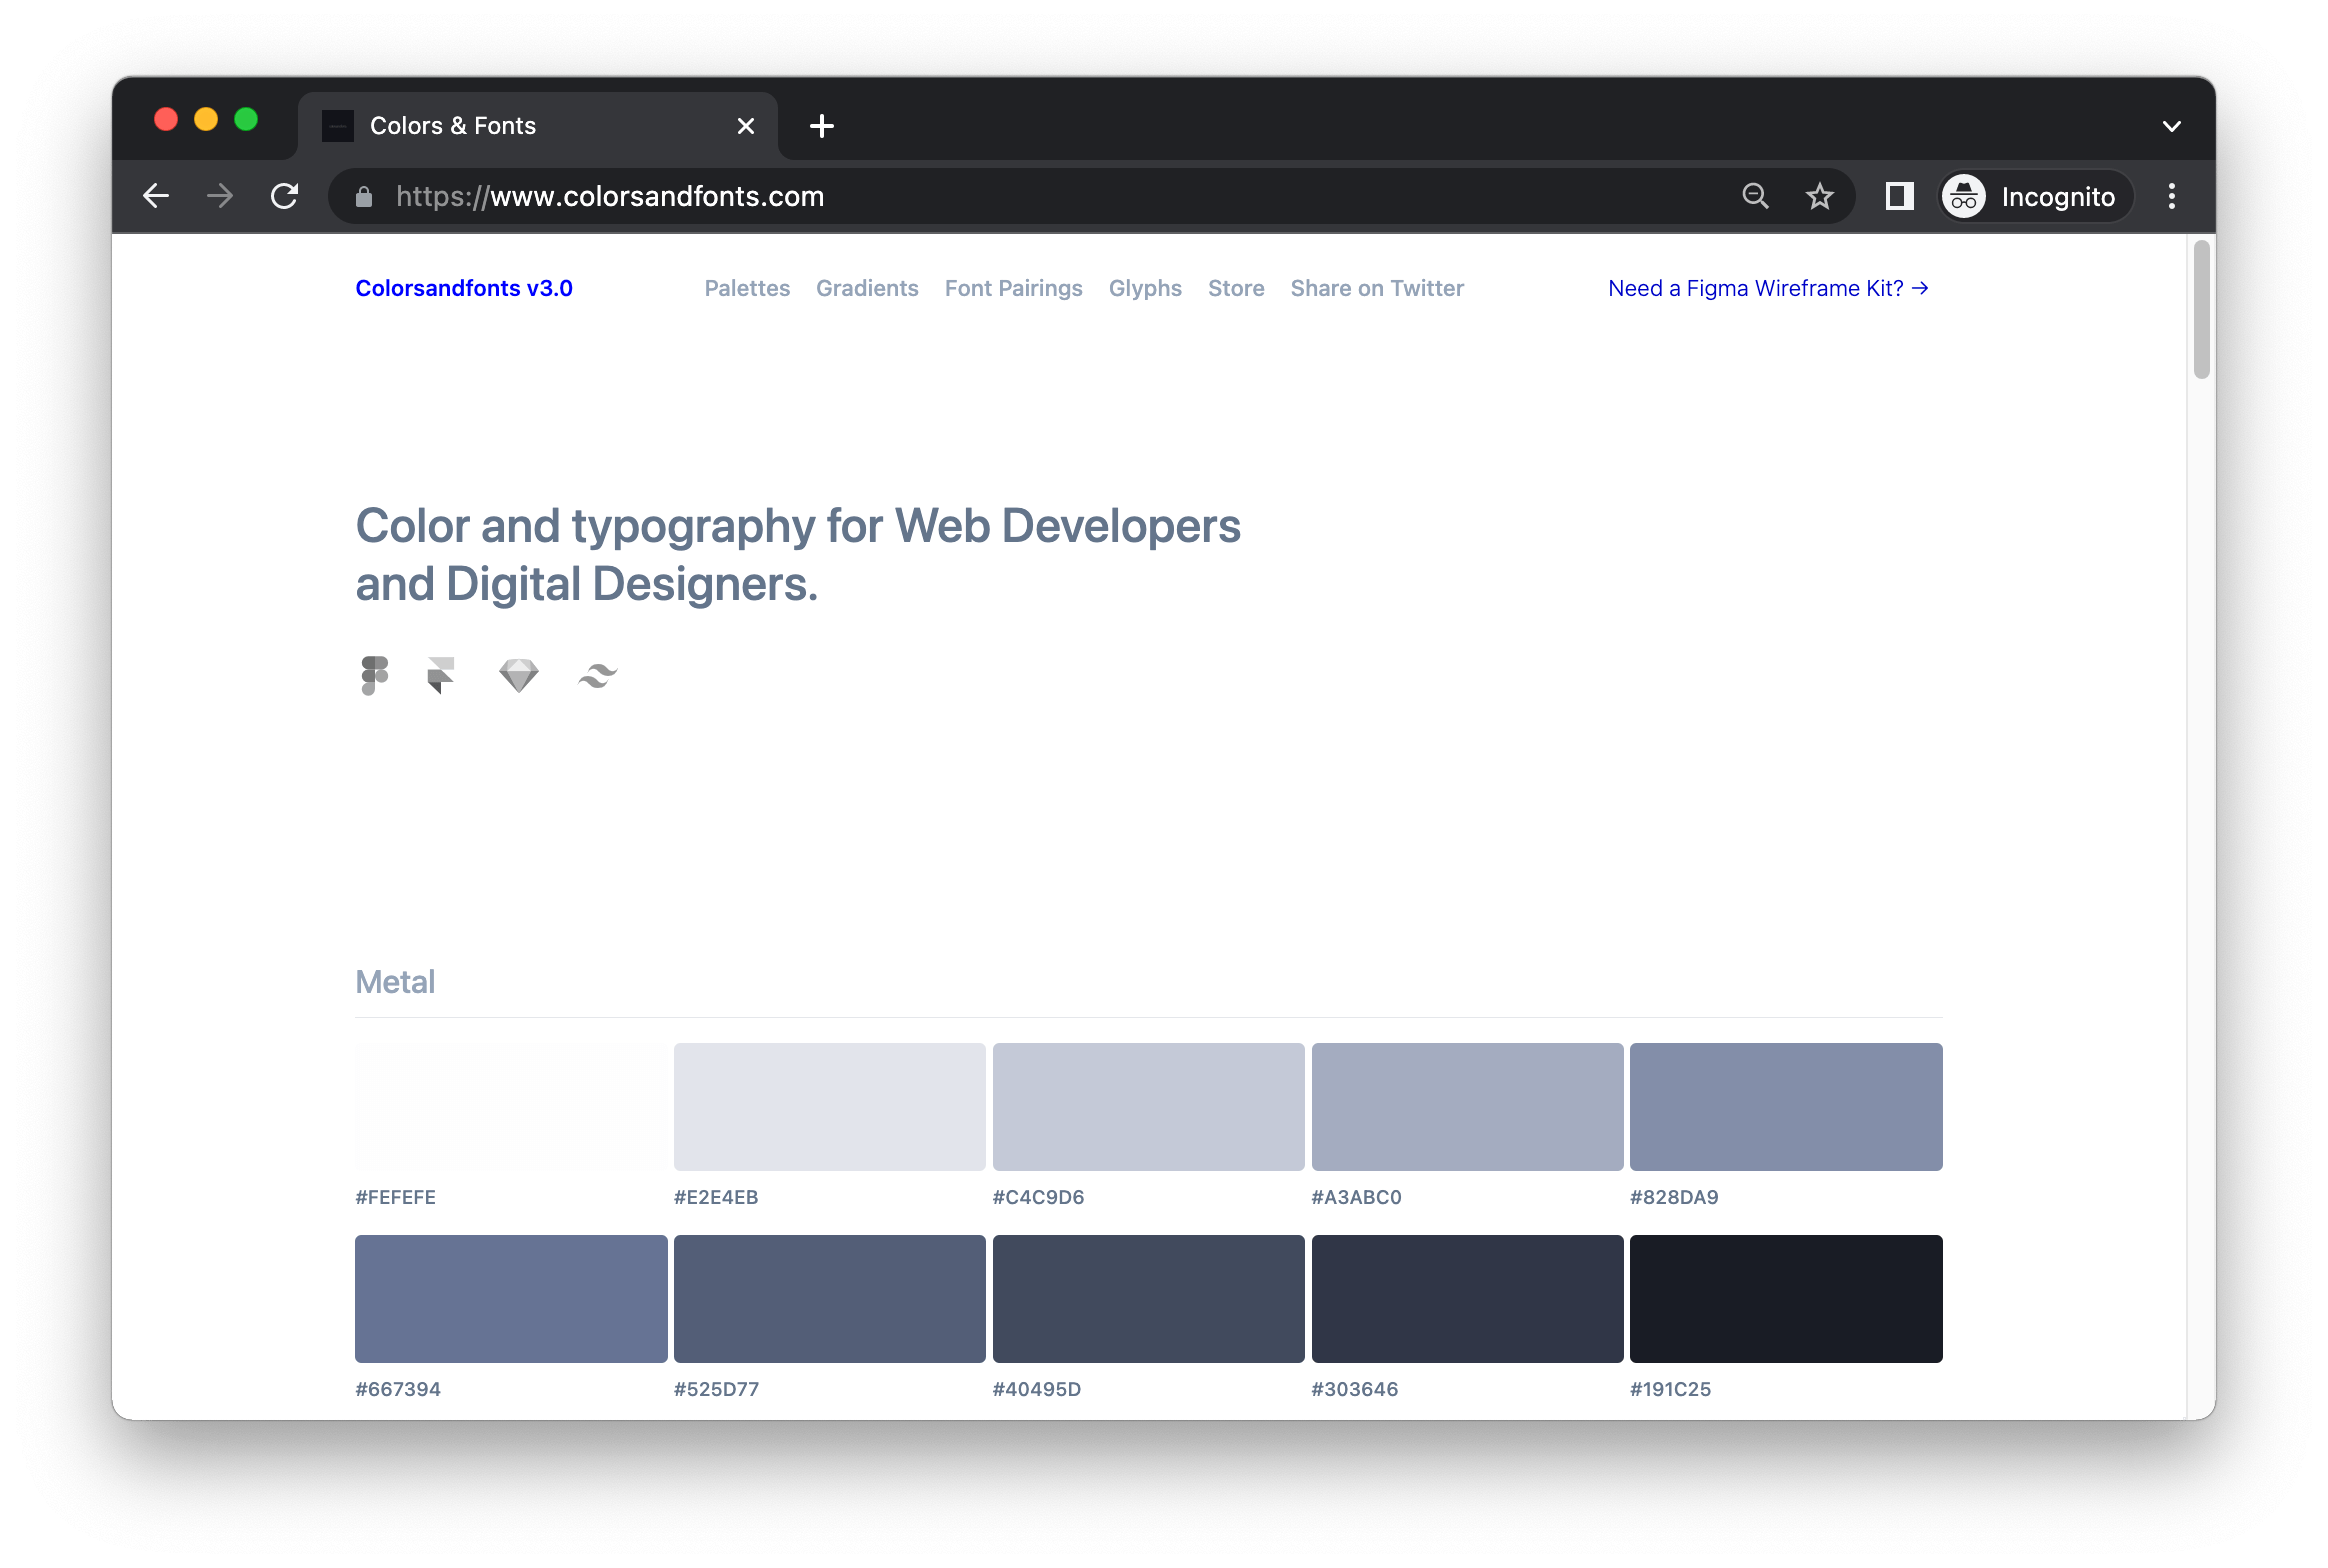 Colors & Fonts
https://www.colorsandfonts.com
Incognito
Colorsandfonts v3.0
Palettes
Gradients
Font Pairings
Glyphs
Store
Share on Twitter
Need a Figma Wireframe Kit? →
Color and typography for Web Developers
and Digital Designers.
Metal
#FEFEFE
#E2E4EB
#C4C9D6
#A3ABC0
#828DA9
#667394
#525D77
#40495D
#303646
#191C25